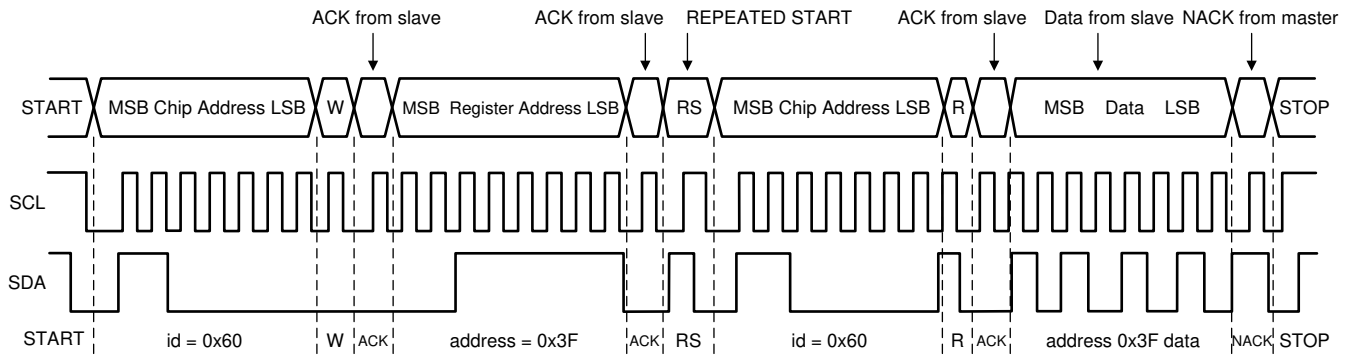 ACK from slave ACK from slave REPEATED START ACK from slave Data from slave NACK from master
START MSB Chip Address LSB W MSB Register Address LSB RS MSB Chip Address LSB R MSB Data LSB STOP
SCL
SDA
START id = 0x60 W ACK address = 0x3F ACK RS id = 0x60 R ACK address 0x3F data NACK STOP